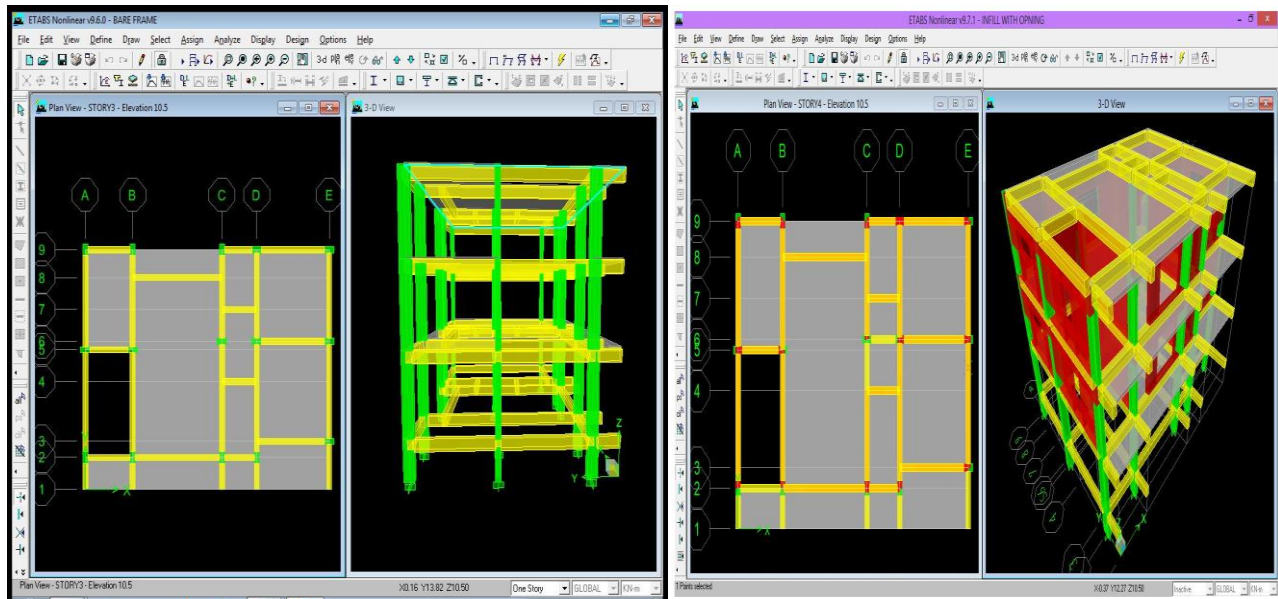 ETABS Nonlinear v9.6.0 - BARE FRAME
File Edit View Define Draw Select Assign Analyze Display Design Options Help
3d
Plan View - STORY3 - Elevation 10.5
3-D View
A B C D E
9
8
7
6
5
4
3
2
1
X
Z
Y
Plan View - STORY3 - Elevation 10.5
X0.16 Y13.82 Z10.50
One Story
GLOBAL
KN-m
ETABS Nonlinear v9.7.1 - INFILL WITH OPNING
File Edit View Define Draw Select Assign Analyze Display Design Options Help
3d
Plan View - STORY4 - Elevation 10.5
3-D View
A B C D E
9
8
7
6
5
4
3
2
1
X
Y
X
X0.37 Y12.27 Z10.50
Inactive
GLOBAL
KN-m